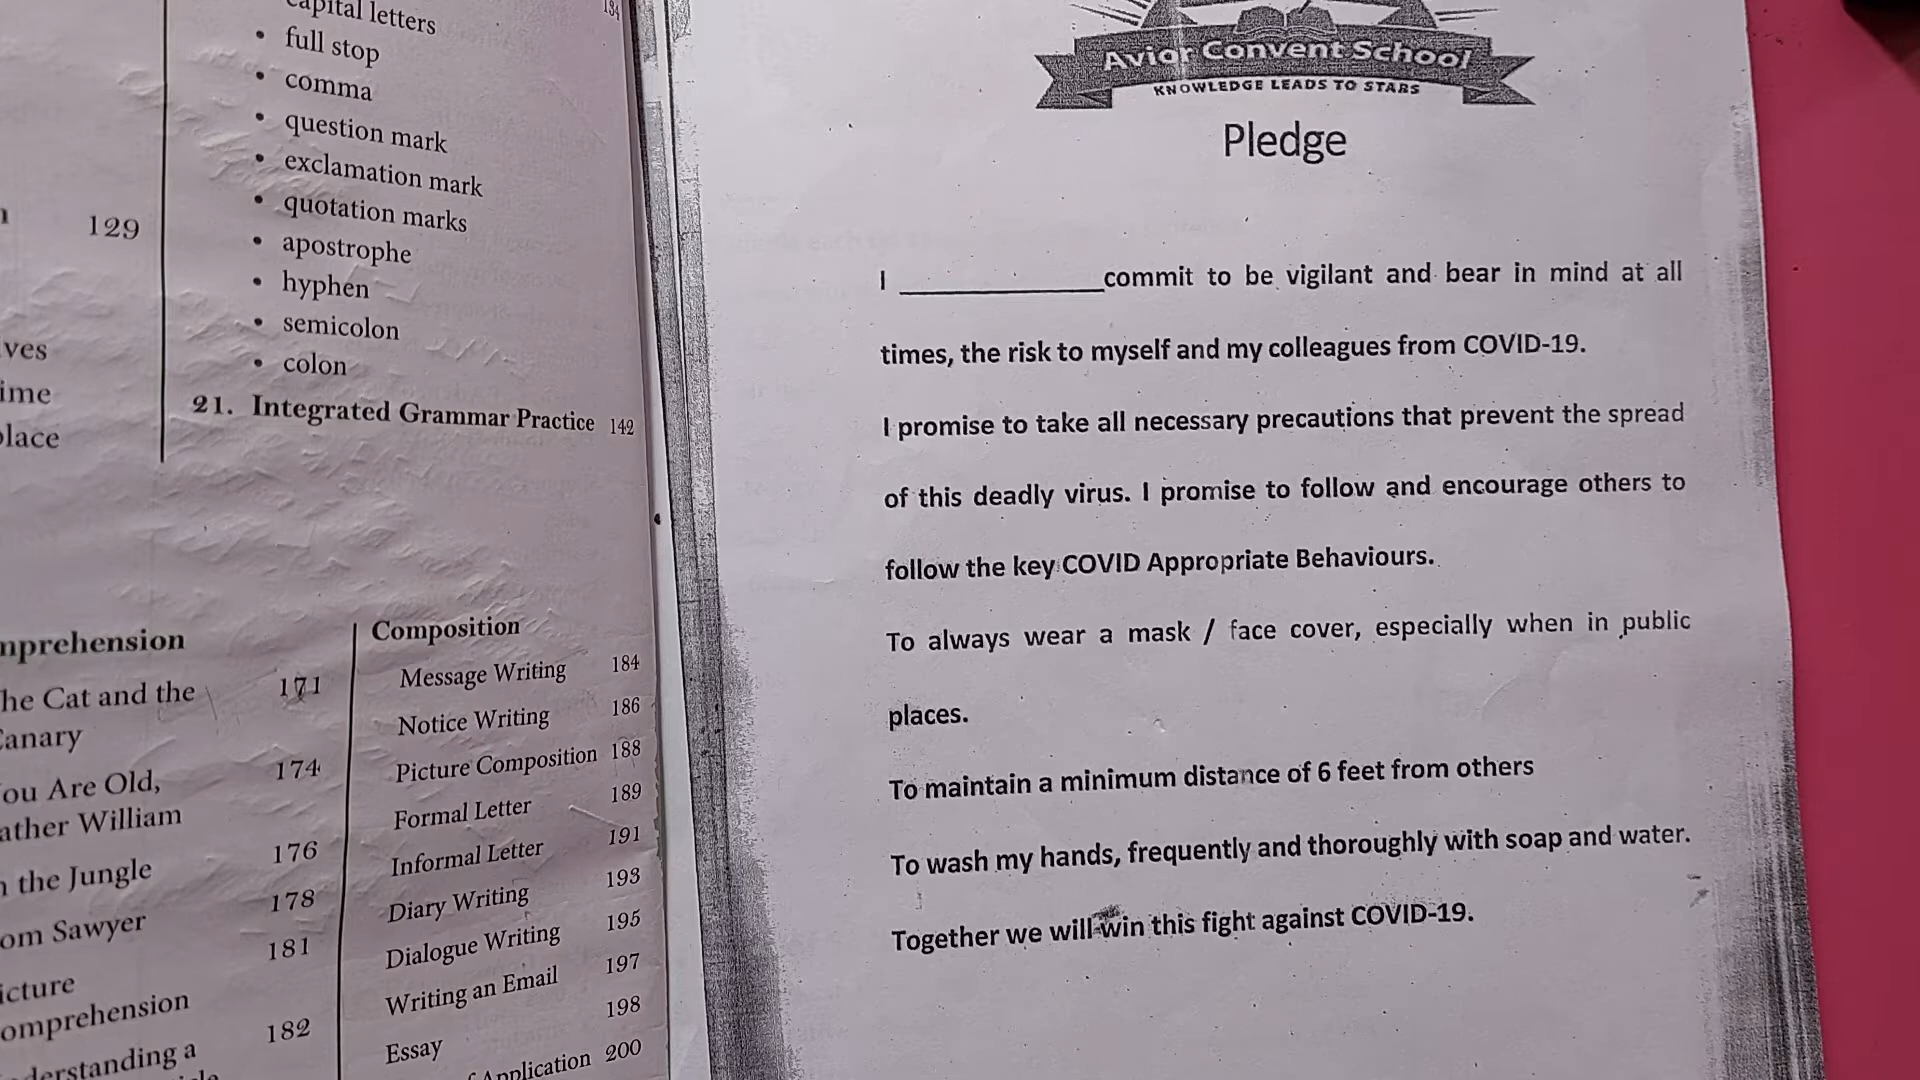 capital letters
134
• full stop
• comma
• question mark
• exclamation mark
• quotation marks
• apostrophe
• hyphen
• semicolon
• colon
21. Integrated Grammar Practice 142
129
ves
ime
lace
mprehension
he Cat and the 171
Canary
ou Are Old, 174
ather William
the Jungle 176
om Sawyer 178
icture 181
omprehension
derstanding a 182
Composition
Message Writing 184
Notice Writing 186
Picture Composition 188
Formal Letter 189
Informal Letter 191
Diary Writing 193
Dialogue Writing 195
Writing an Email 197
Essay 198
Application 200
Avior Convent School
KNOWLEDGE LEADS TO STARS
Pledge
I ______________commit to be vigilant and bear in mind at all
times, the risk to myself and my colleagues from COVID-19.
I promise to take all necessary precautions that prevent the spread
of this deadly virus. I promise to follow and encourage others to
follow the key COVID Appropriate Behaviours.
To always wear a mask / face cover, especially when in public
places.
To maintain a minimum distance of 6 feet from others
To wash my hands, frequently and thoroughly with soap and water.
Together we will win this fight against COVID-19.